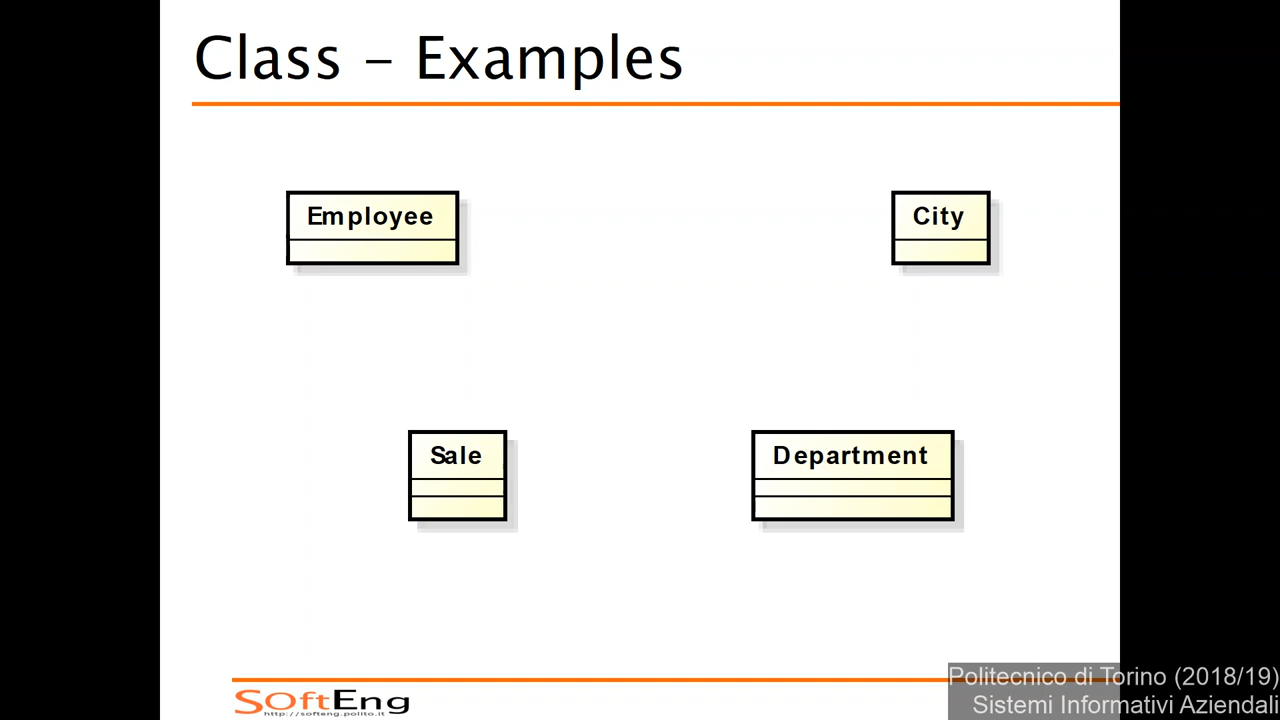 Class – Examples
Employee
City
Sale
Department
SoftEng
http://softeng.polito.it
Politecnico di Torino (2018/19)
Sistemi Informativi Aziendali